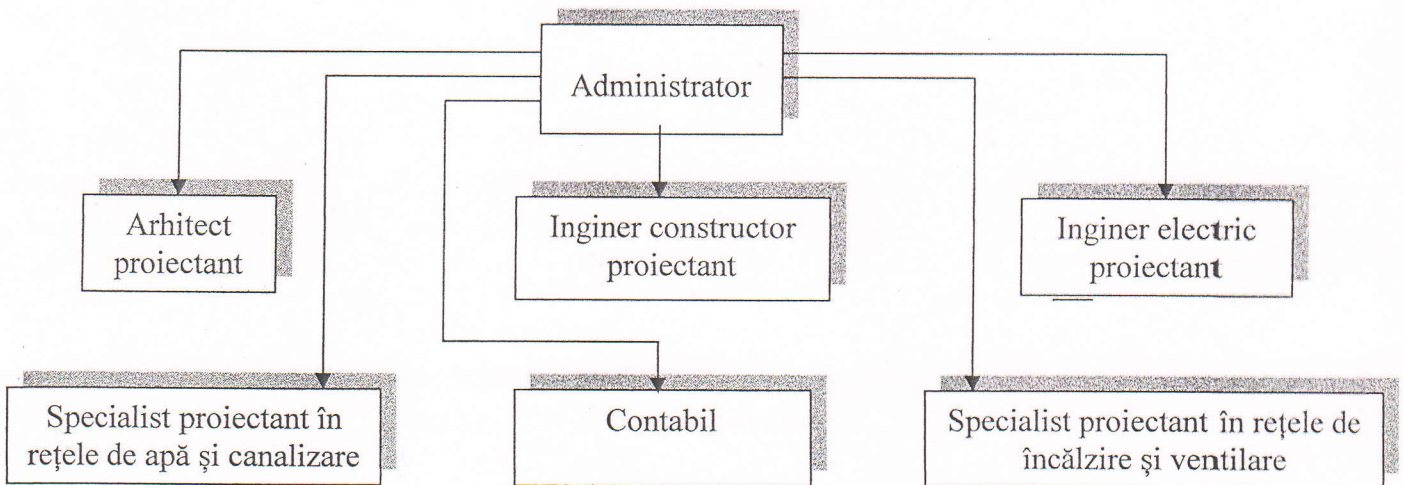 Administrator
Arhitect
proiectant
Inginer constructor
proiectant
Inginer electric
proiectant
Specialist proiectant în
rețele de apă și canalizare
Contabil
Specialist proiectant în rețele de
încălzire și ventilare